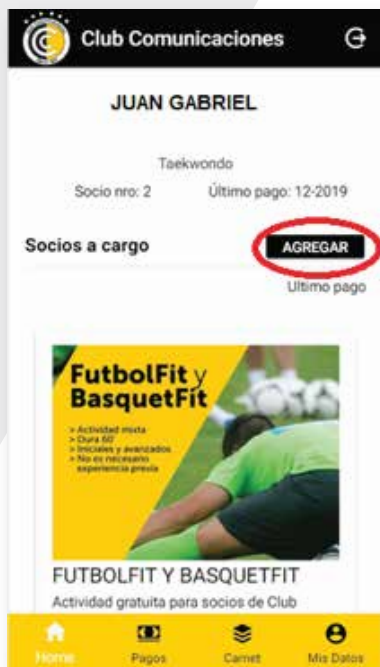 Club Comunicaciones
JUAN GABRIEL
Taekwondo
Socio nro: 2 Último pago: 12-2019
Socios a cargo AGREGAR
Ultimo pago
FutbolFit y
BasquetFit
> Actividad mixta
> Dura 60'
> Iniciales y avanzados
> No es necesario
experiencia previa
FUTBOLFIT Y BASQUETFIT
Actividad gratuita para socios de Club
Home Pagos Carnet Mis Datos